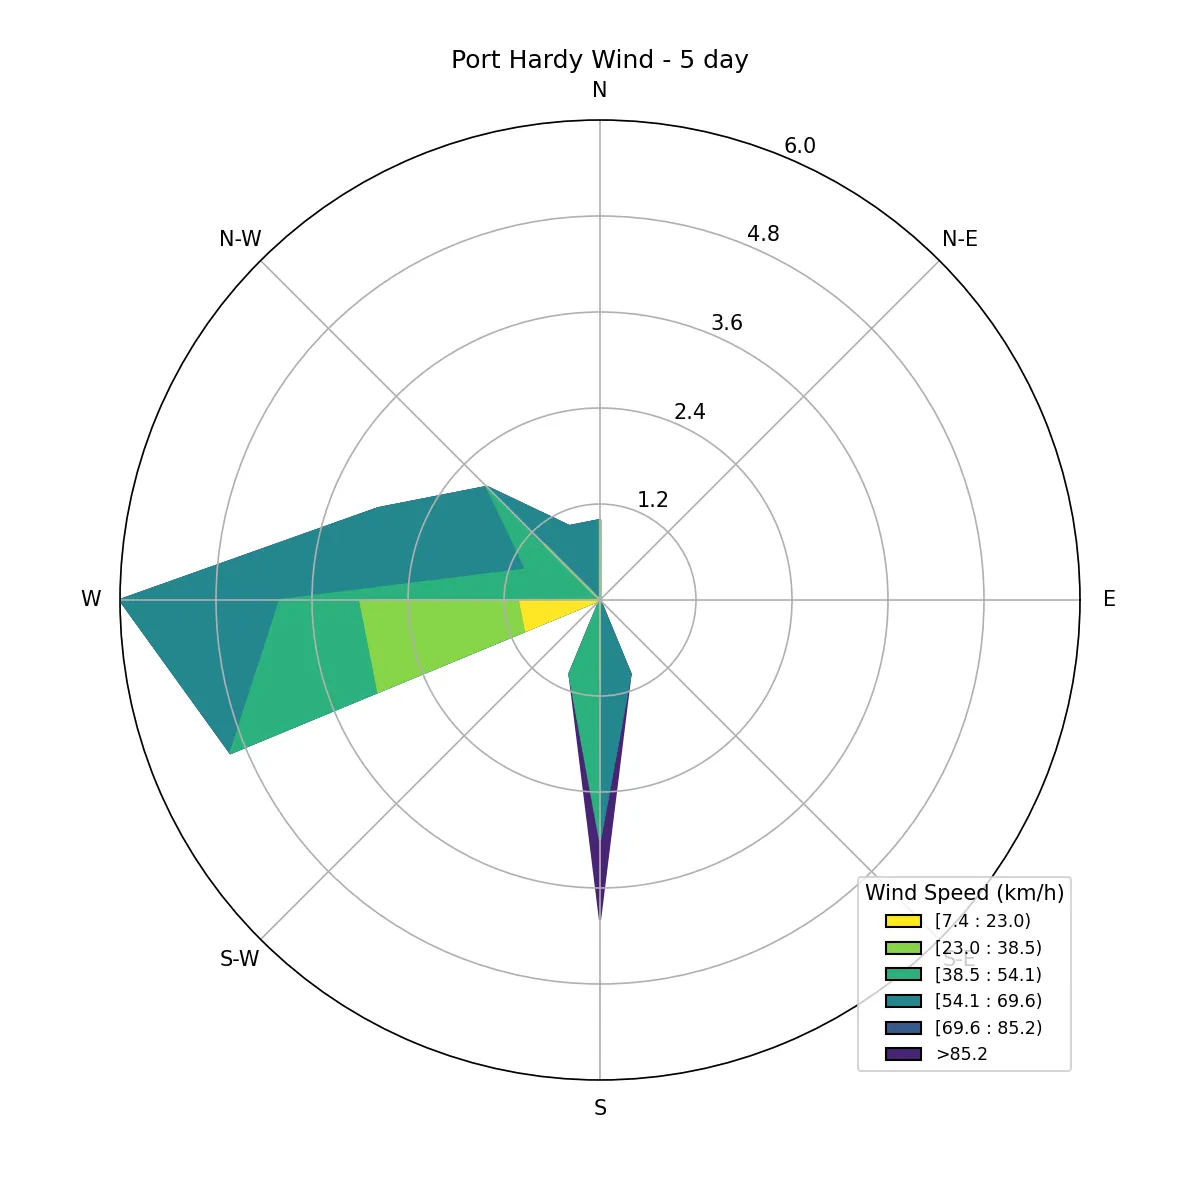 Port Hardy Wind - 5 day
N
6.0
N-W
N-E
4.8
3.6
2.4
1.2
W
E
S-W
S-E
S
Wind Speed (km/h)
[7.4 : 23.0)
[23.0 : 38.5)
[38.5 : 54.1)
[54.1 : 69.6)
[69.6 : 85.2)
>85.2